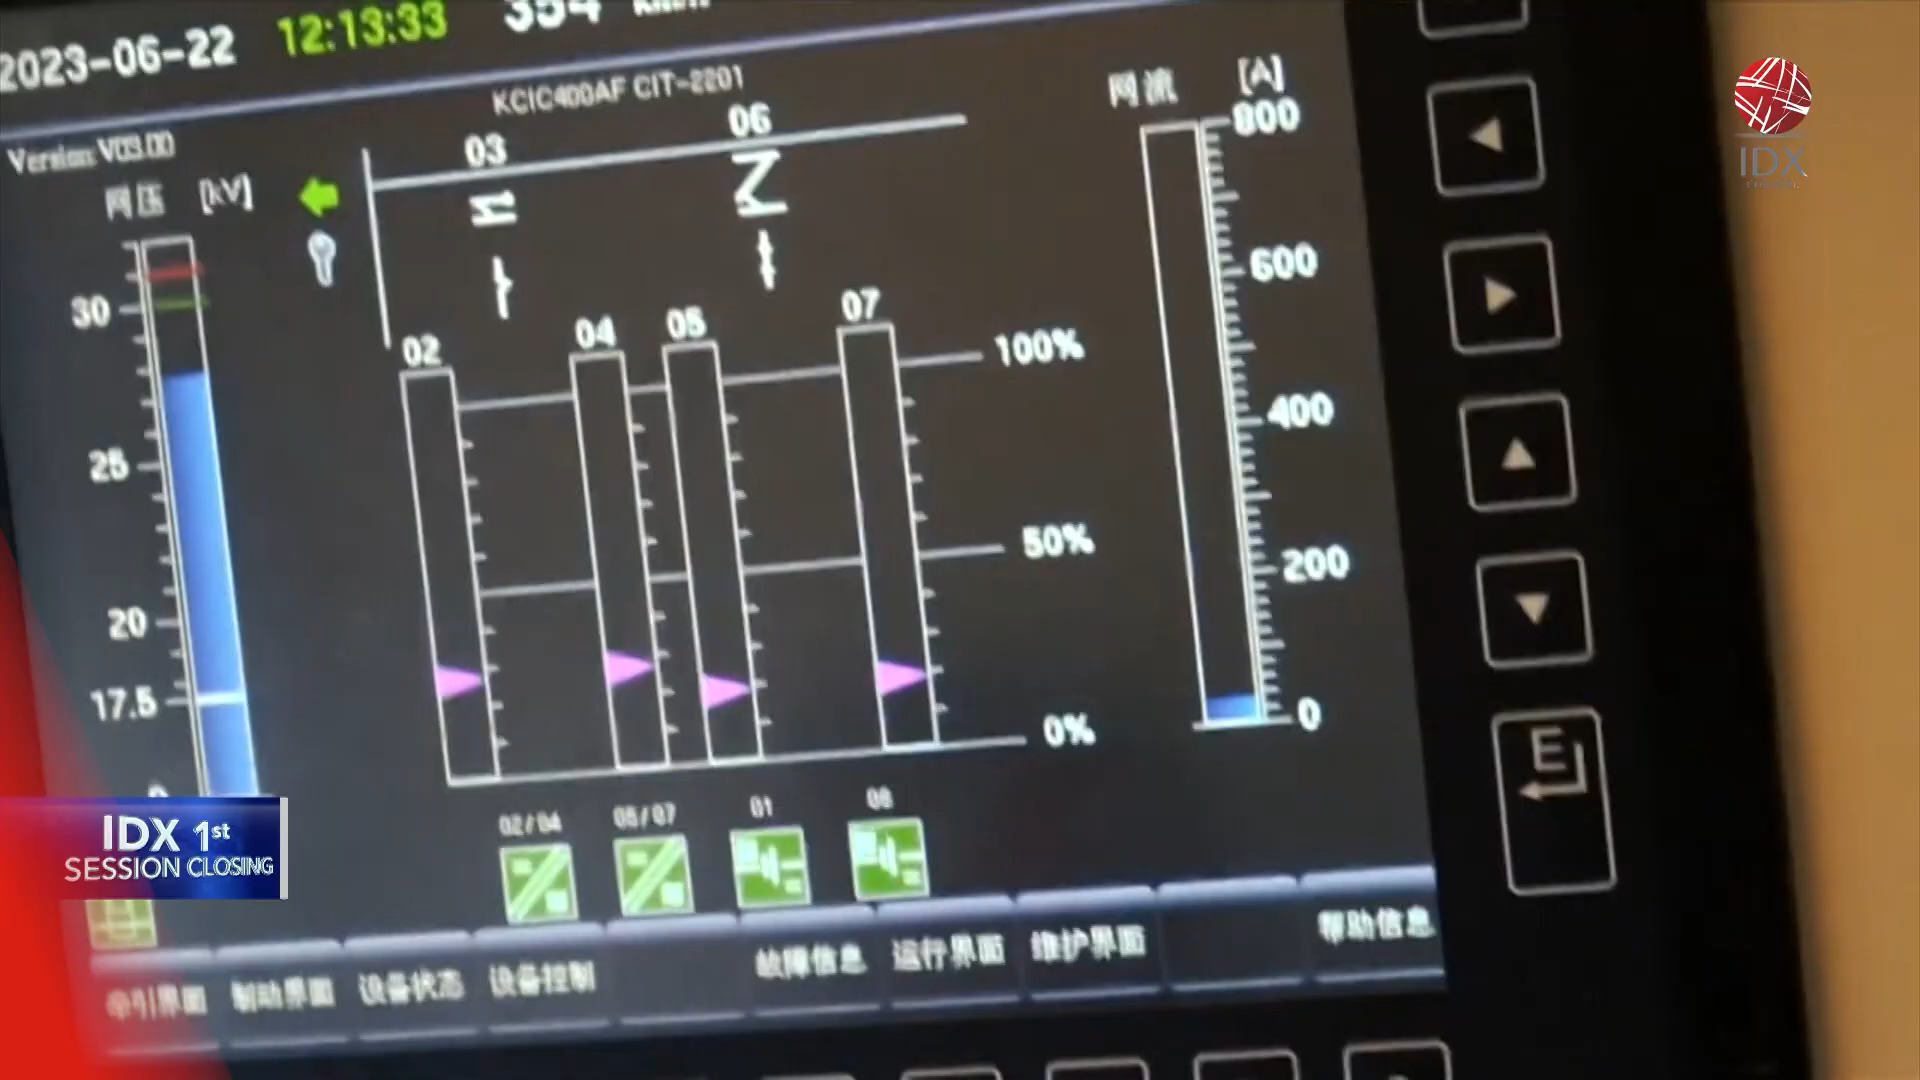 2023-06-22 12:13:33 354 km/h
KCIC400AF CIT-2201
Version: V03.00
网压 [kV]
网流 [A]
03
06
02
04
05
07
30
25
20
17.5
0
100%
50%
0%
800
600
400
200
0
02/04
05/07
01
08
牵引界面
制动界面
设备状态
设备控制
故障信息
运行界面
维护界面
帮助信息
E
IDX
CHANNEL
IDX 1st
SESSION CLOSING